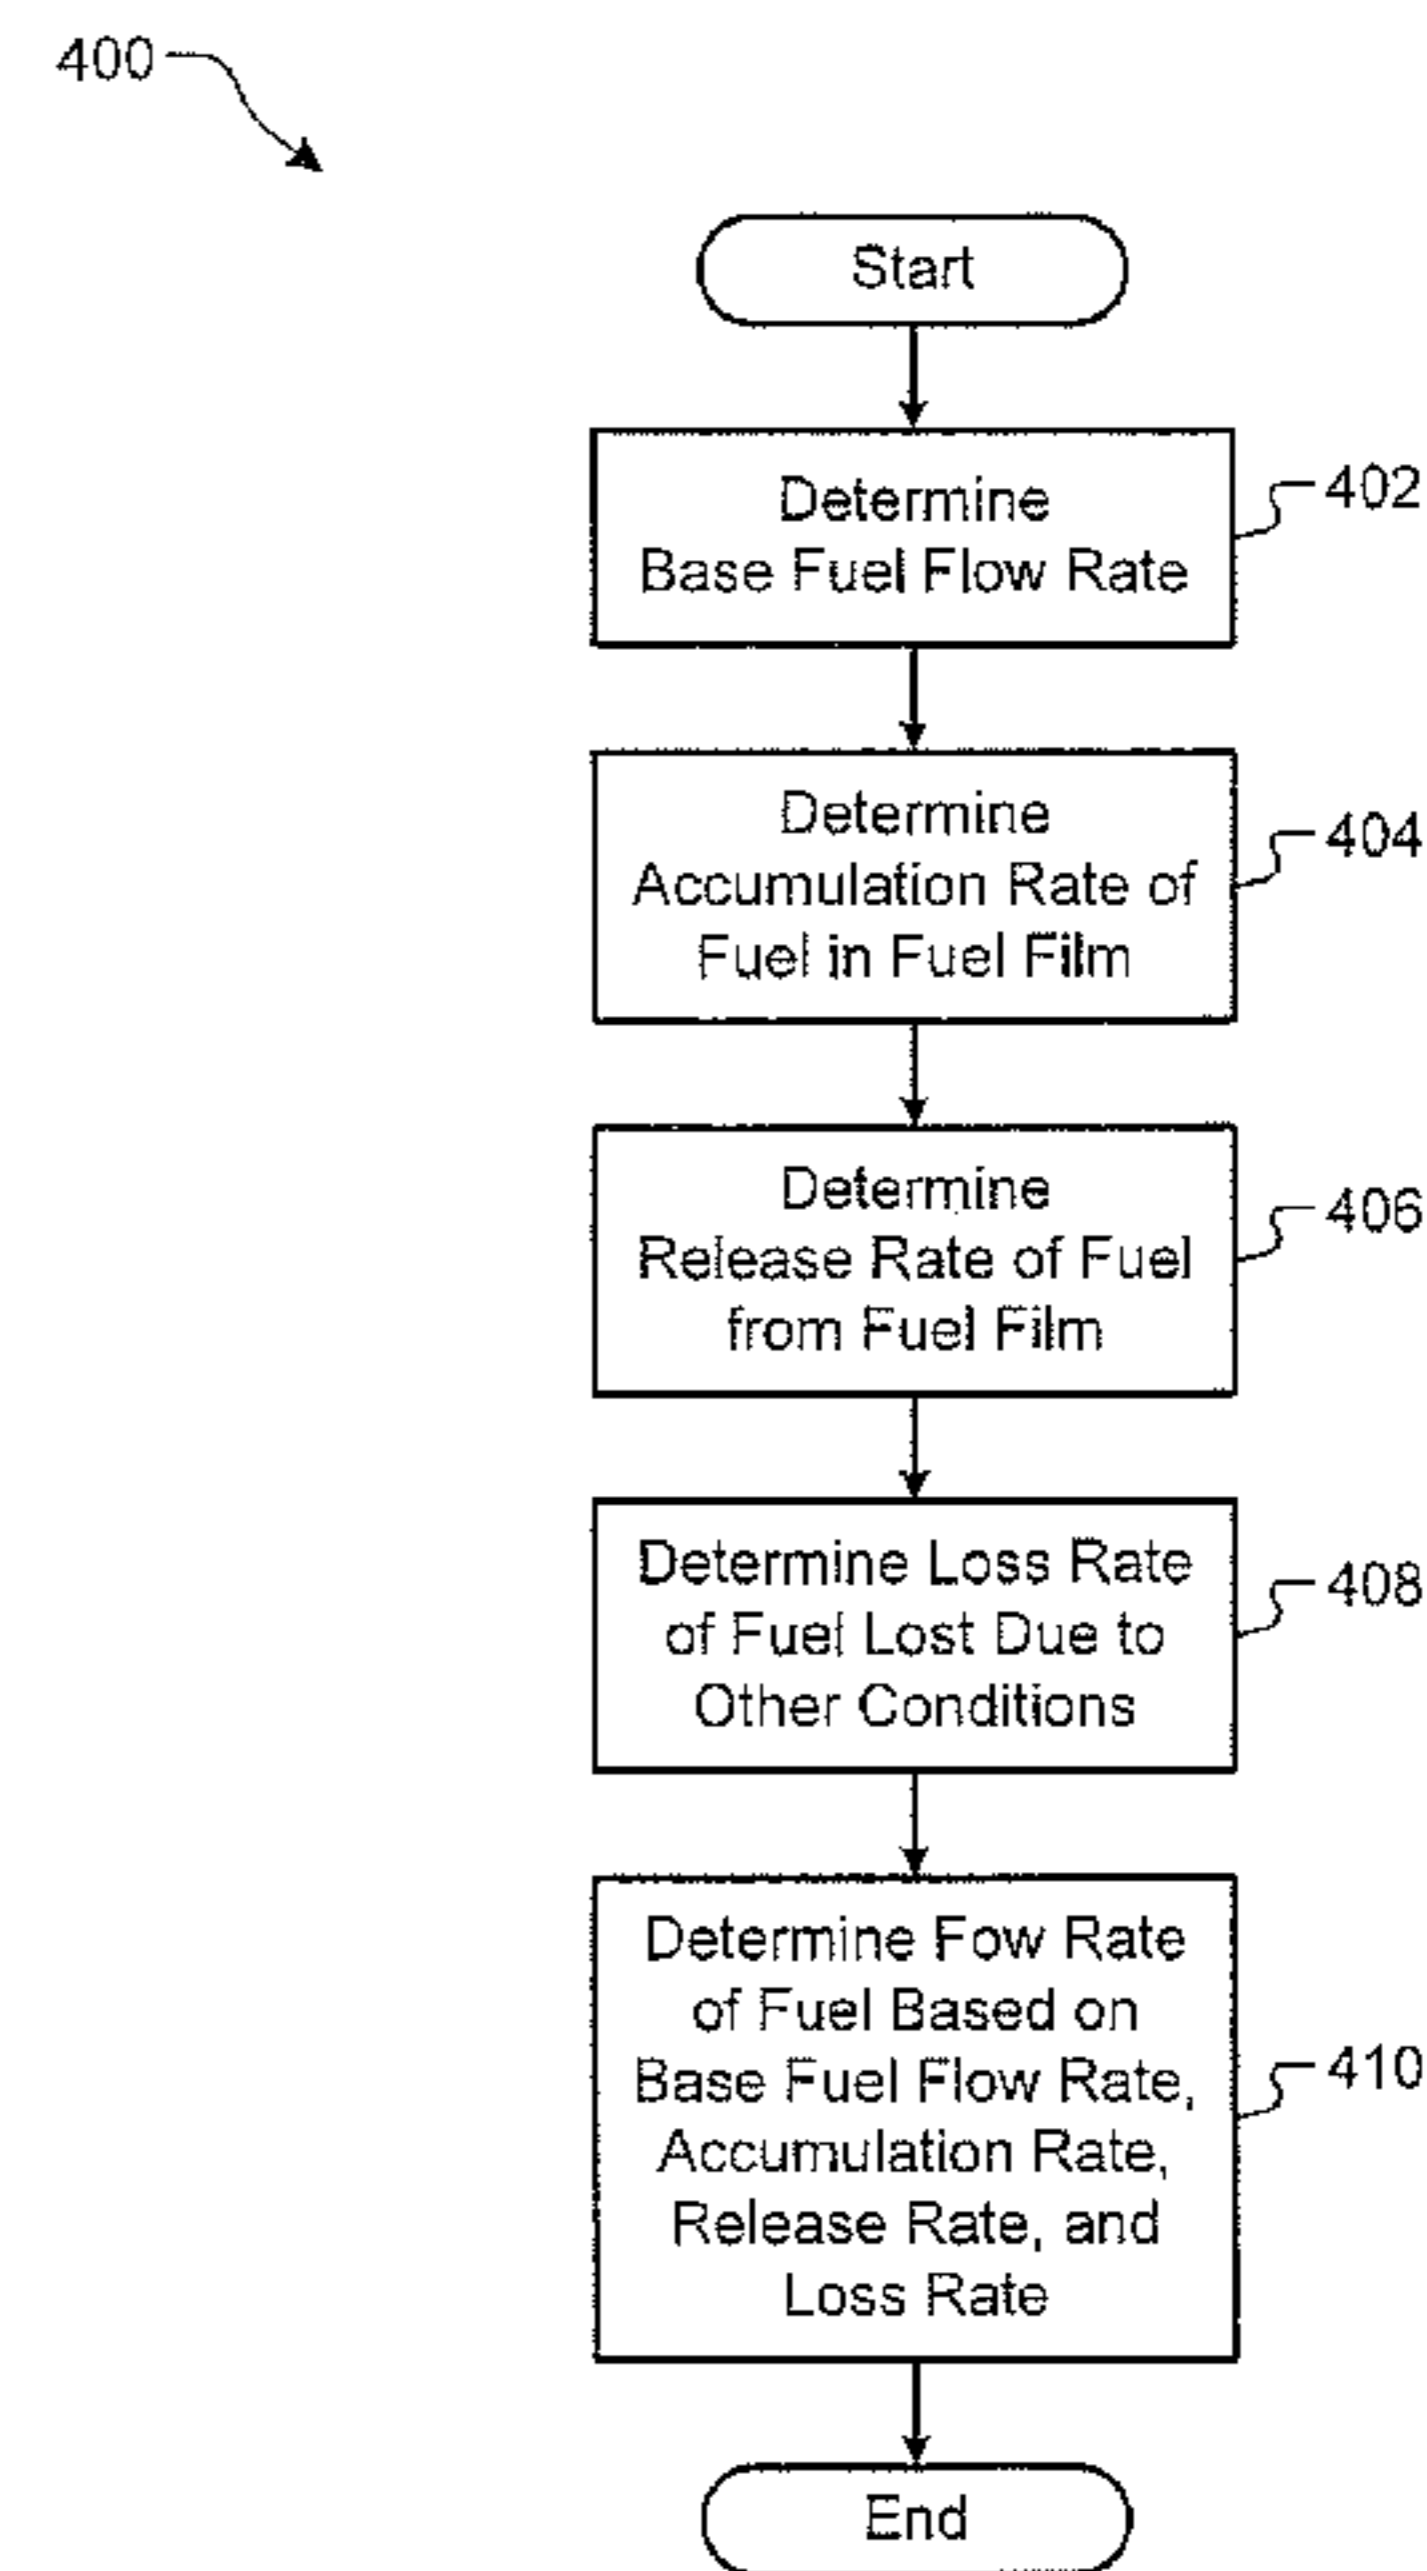 400
Start
Determine
Base Fuel Flow Rate
402
Determine
Accumulation Rate of
Fuel in Fuel Film
404
Determine
Release Rate of Fuel
from Fuel Film
406
Determine Loss Rate
of Fuel Lost Due to
Other Conditions
408
Determine Fow Rate
of Fuel Based on
Base Fuel Flow Rate,
Accumulation Rate,
Release Rate, and
Loss Rate
410
End